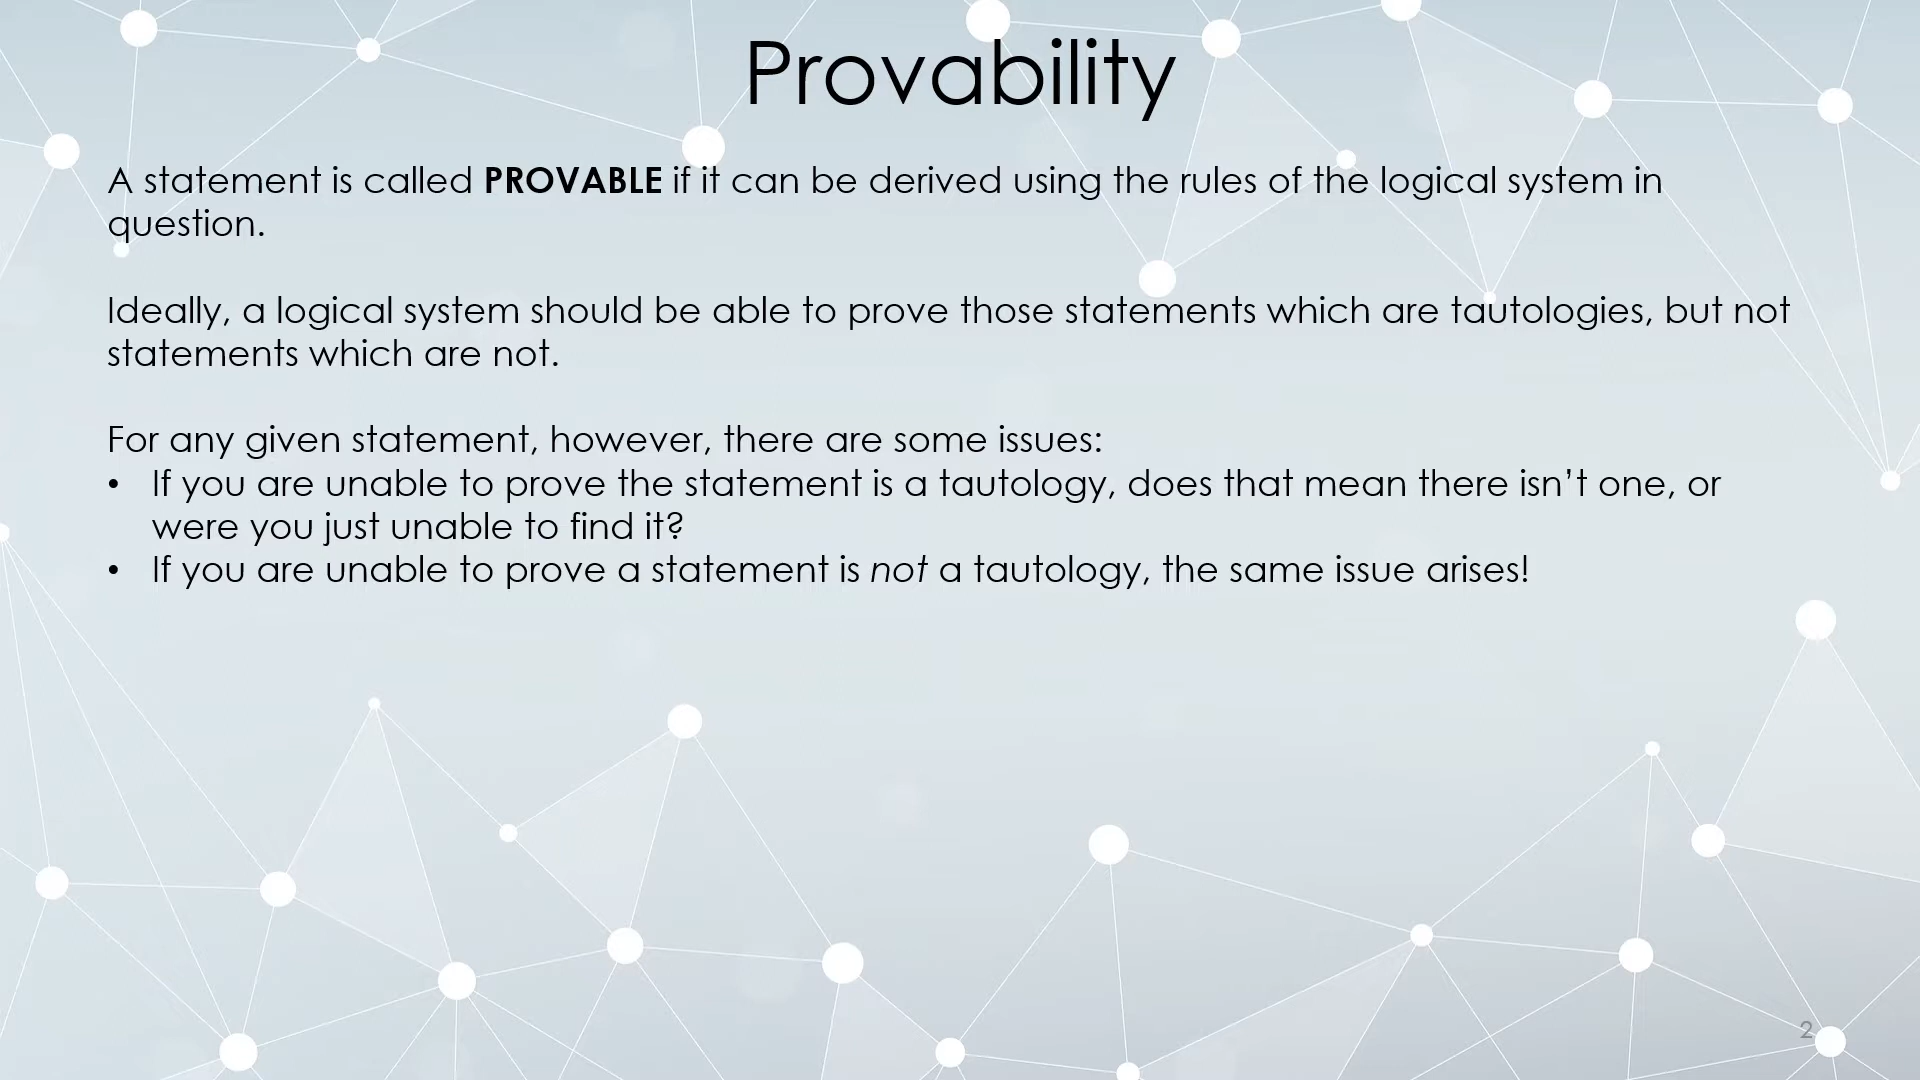 Provability
A statement is called PROVABLE if it can be derived using the rules of the logical system in
question.
Ideally, a logical system should be able to prove those statements which are tautologies, but not
statements which are not.
For any given statement, however, there are some issues:
• If you are unable to prove the statement is a tautology, does that mean there isn’t one, or
were you just unable to find it?
• If you are unable to prove a statement is not a tautology, the same issue arises!
2